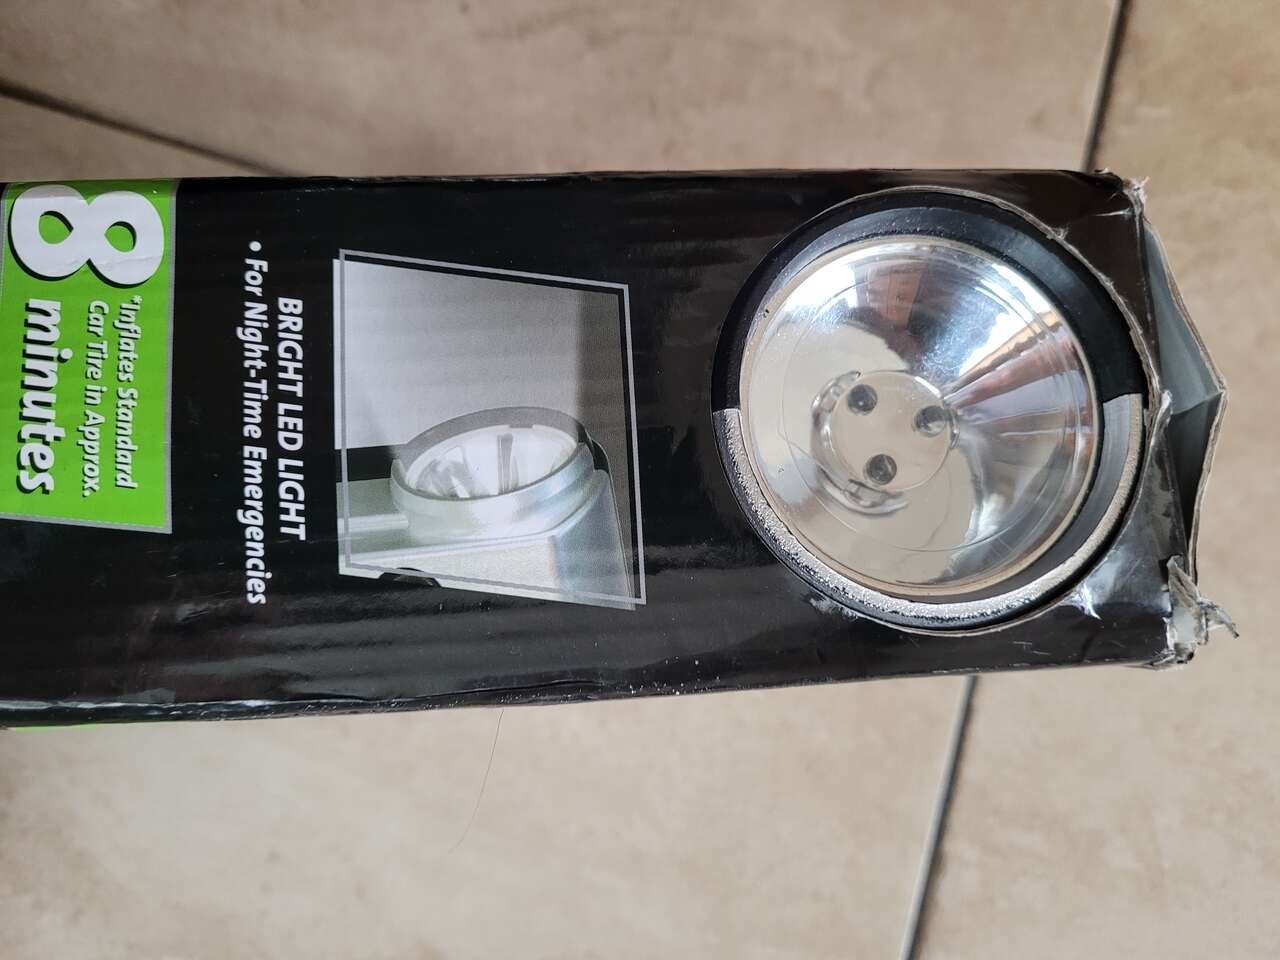 BRIGHT LED LIGHT
• For Night-Time Emergencies
*Inflates Standard
Car Tire in Approx.
8
minutes